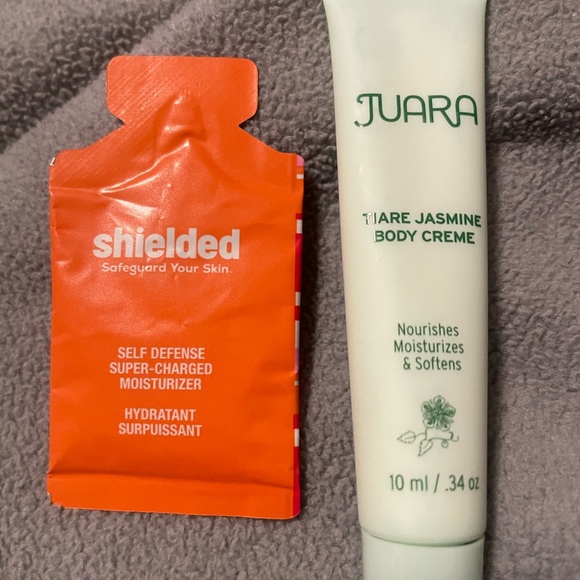 shielded
Safeguard Your Skin
SELF DEFENSE
SUPER-CHARGED
MOISTURIZER
HYDRATANT
SURPUISSANT
JUARA
TIARE JASMINE
BODY CREME
Nourishes
Moisturizes
& Softens
10 ml / .34 oz